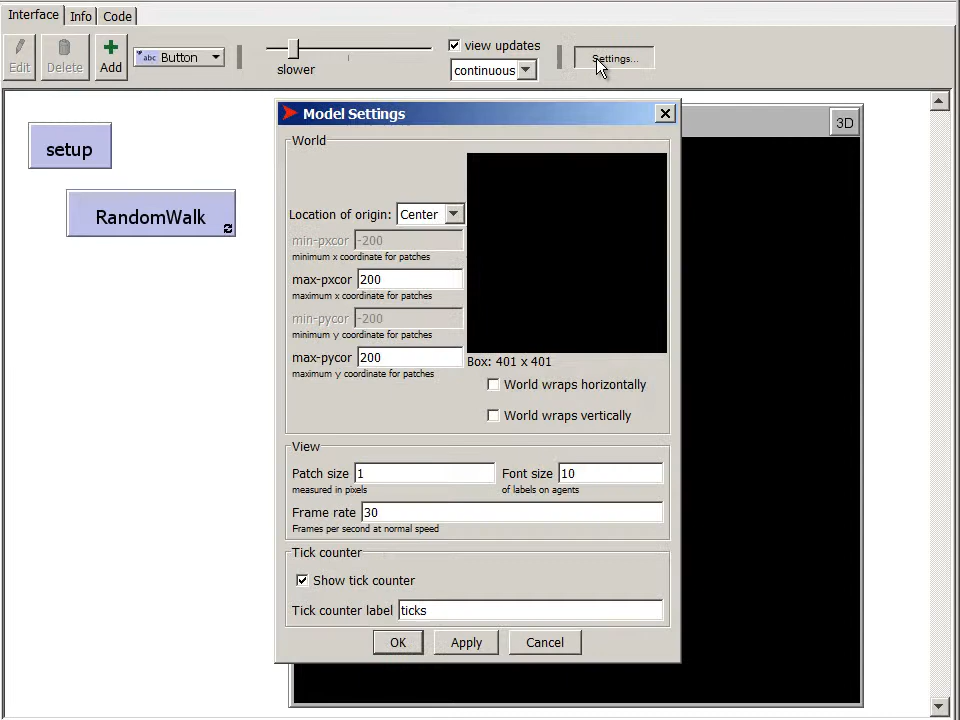 Interface Info Code
Edit Delete Add abc Button slower view updates continuous Settings...
3D
setup
RandomWalk
Model Settings
World
Location of origin: Center
min-pxcor -200
minimum x coordinate for patches
max-pxcor 200
maximum x coordinate for patches
min-pycor -200
minimum y coordinate for patches
max-pycor 200
maximum y coordinate for patches
Box: 401 x 401
World wraps horizontally
World wraps vertically
View
Patch size 1
measured in pixels
Font size 10
of labels on agents
Frame rate 30
Frames per second at normal speed
Tick counter
Show tick counter
Tick counter label ticks
OK Apply Cancel